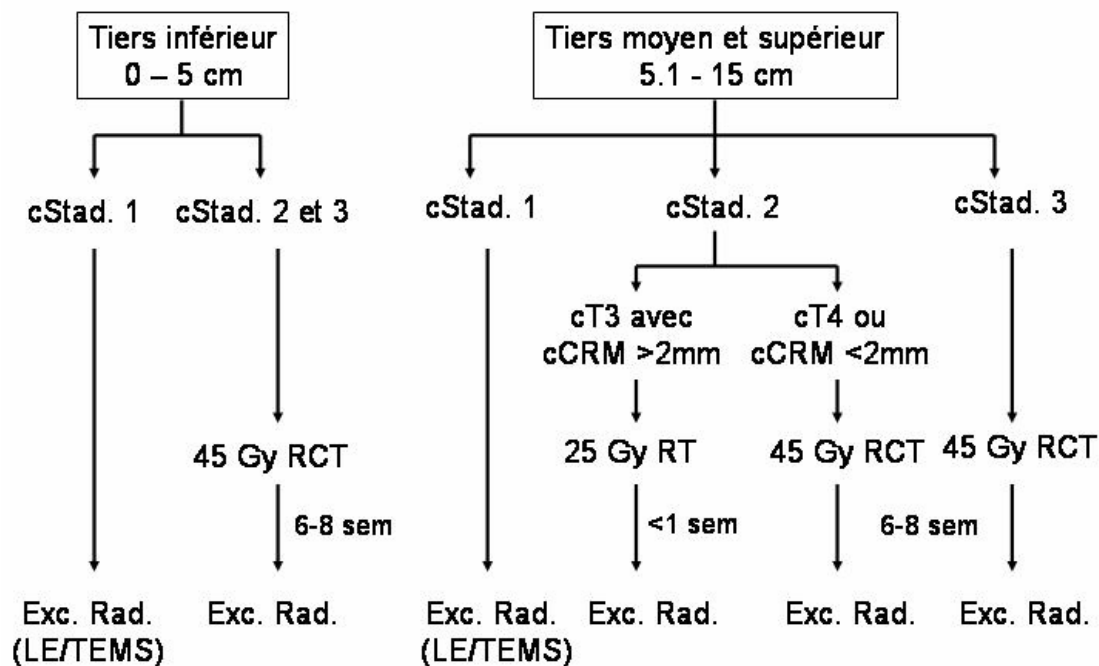 Tiers inférieur
0 – 5 cm
Tiers moyen et supérieur
5.1 - 15 cm
cStad. 1
cStad. 2 et 3
cStad. 1
cStad. 2
cStad. 3
cT3 avec
cCRM >2mm
cT4 ou
cCRM <2mm
45 Gy RCT
25 Gy RT
45 Gy RCT
45 Gy RCT
6-8 sem
<1 sem
6-8 sem
Exc. Rad.
(LE/TEMS)
Exc. Rad.
Exc. Rad.
(LE/TEMS)
Exc. Rad.
Exc. Rad.
Exc. Rad.